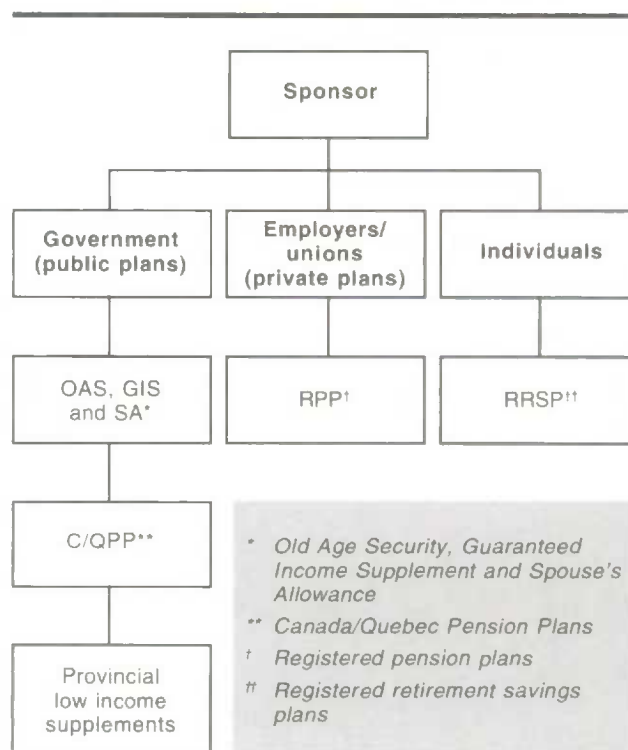 Sponsor
Government
(public plans)
Employers/
unions
(private plans)
Individuals
OAS, GIS
and SA*
RPP†
RRSP††
C/QPP**
Provincial
low income
supplements
* Old Age Security, Guaranteed
Income Supplement and Spouse's
Allowance
** Canada/Quebec Pension Plans
† Registered pension plans
†† Registered retirement savings
plans